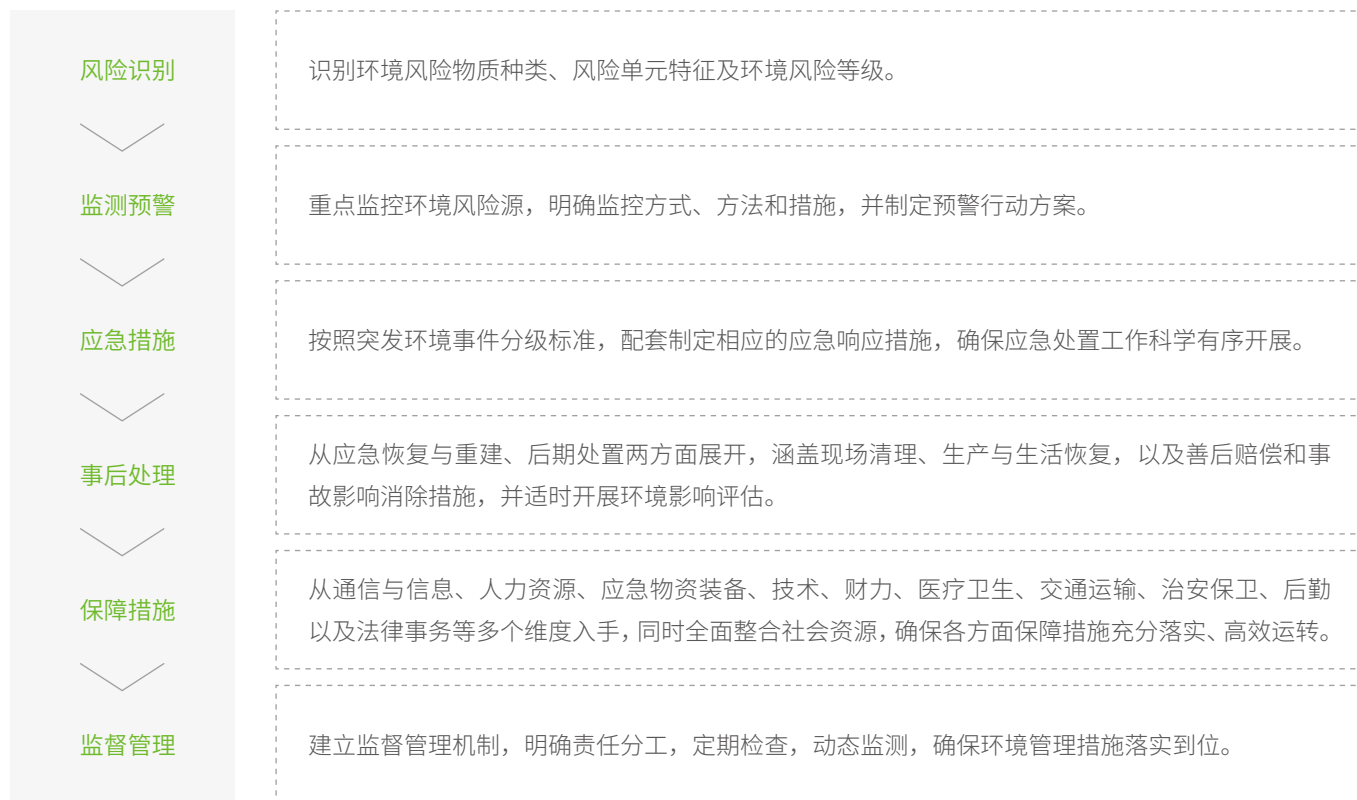 风险识别
识别环境风险物质种类、风险单元特征及环境风险等级。
监测预警
重点监控环境风险源，明确监控方式、方法和措施，并制定预警行动方案。
应急措施
按照突发环境事件分级标准，配套制定相应的应急响应措施，确保应急处置工作科学有序开展。
事后处理
从应急恢复与重建、后期处置两方面展开，涵盖现场清理、生产与生活恢复，以及善后赔偿和事
故影响消除措施，并适时开展环境影响评估。
保障措施
从通信与信息、人力资源、应急物资装备、技术、财力、医疗卫生、交通运输、治安保卫、后勤
以及法律事务等多个维度入手，同时全面整合社会资源，确保各方面保障措施充分落实、高效运转。
监督管理
建立监督管理机制，明确责任分工，定期检查，动态监测，确保环境管理措施落实到位。